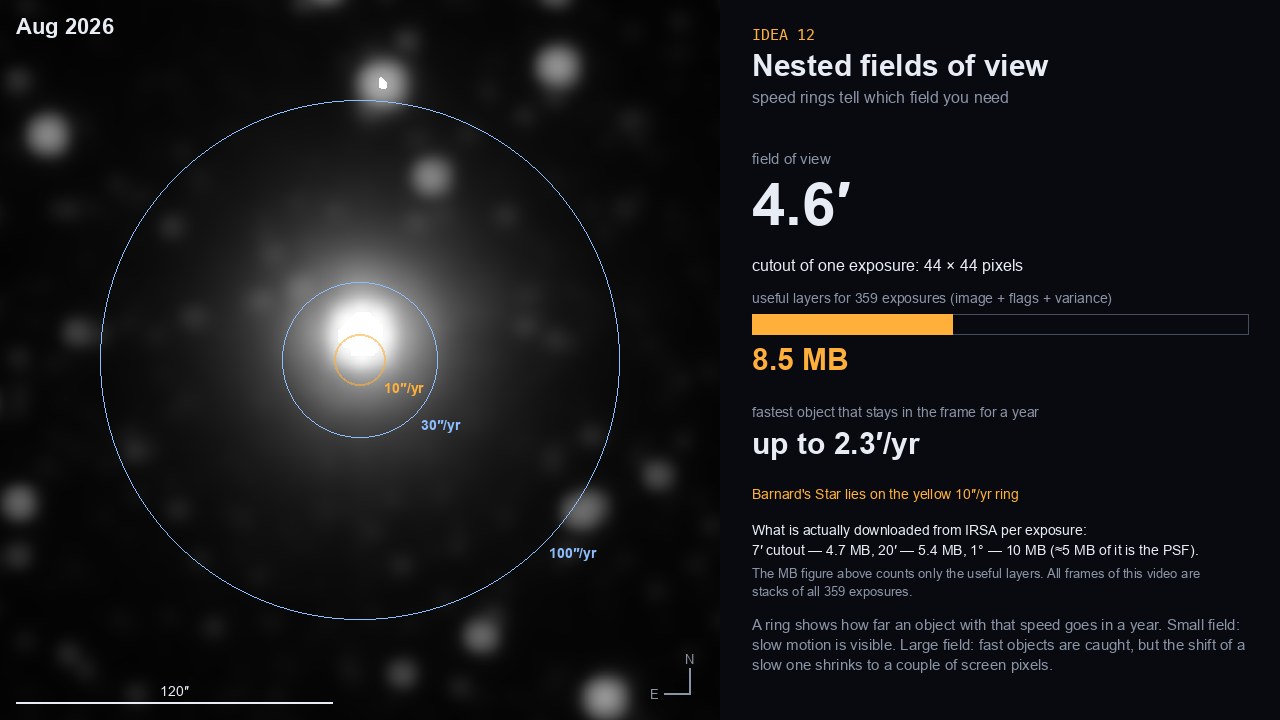 Aug 2026
10″/yr
30″/yr
100″/yr
120″
N
E
IDEA 12
Nested fields of view
speed rings tell which field you need
field of view
4.6′
cutout of one exposure: 44 × 44 pixels
useful layers for 359 exposures (image + flags + variance)
8.5 MB
fastest object that stays in the frame for a year
up to 2.3′/yr
Barnard's Star lies on the yellow 10″/yr ring
What is actually downloaded from IRSA per exposure:
7′ cutout — 4.7 MB, 20′ — 5.4 MB, 1° — 10 MB (≈5 MB of it is the PSF).
The MB figure above counts only the useful layers. All frames of this video are
stacks of all 359 exposures.
A ring shows how far an object with that speed goes in a year. Small field:
slow motion is visible. Large field: fast objects are caught, but the shift of a
slow one shrinks to a couple of screen pixels.